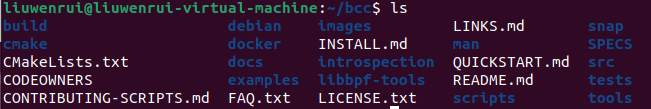 liuwenrui@liuwenrui-virtual-machine:~/bcc$ ls
build debian images LINKS.md snap
cmake docker INSTALL.md man SPECS
CMakeLists.txt docs introspection QUICKSTART.md src
CODEOWNERS examples libbpf-tools README.md tests
CONTRIBUTING-SCRIPTS.md FAQ.txt LICENSE.txt scripts tools